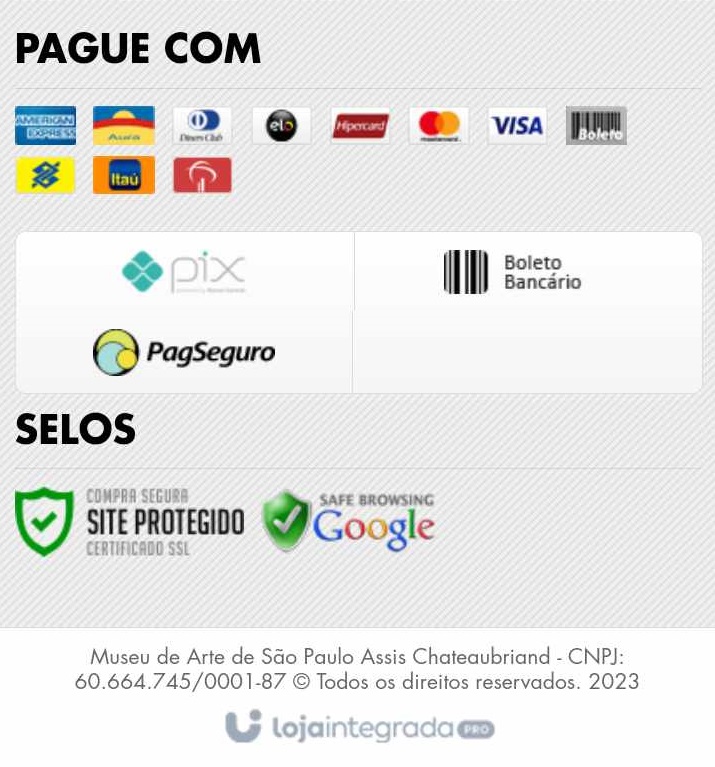 PAGUE COM
AMERICAN
EXPRESS
Aura
Diners Club
elo
Hipercard
mastercard
VISA
Boleto
Itaú
pix
Boleto
Bancário
PagSeguro
SELOS
COMPRA SEGURA
SITE PROTEGIDO
CERTIFICADO SSL
SAFE BROWSING
Google
Museu de Arte de São Paulo Assis Chateaubriand - CNPJ:
60.664.745/0001-87 © Todos os direitos reservados. 2023
lojaintegrada PRO